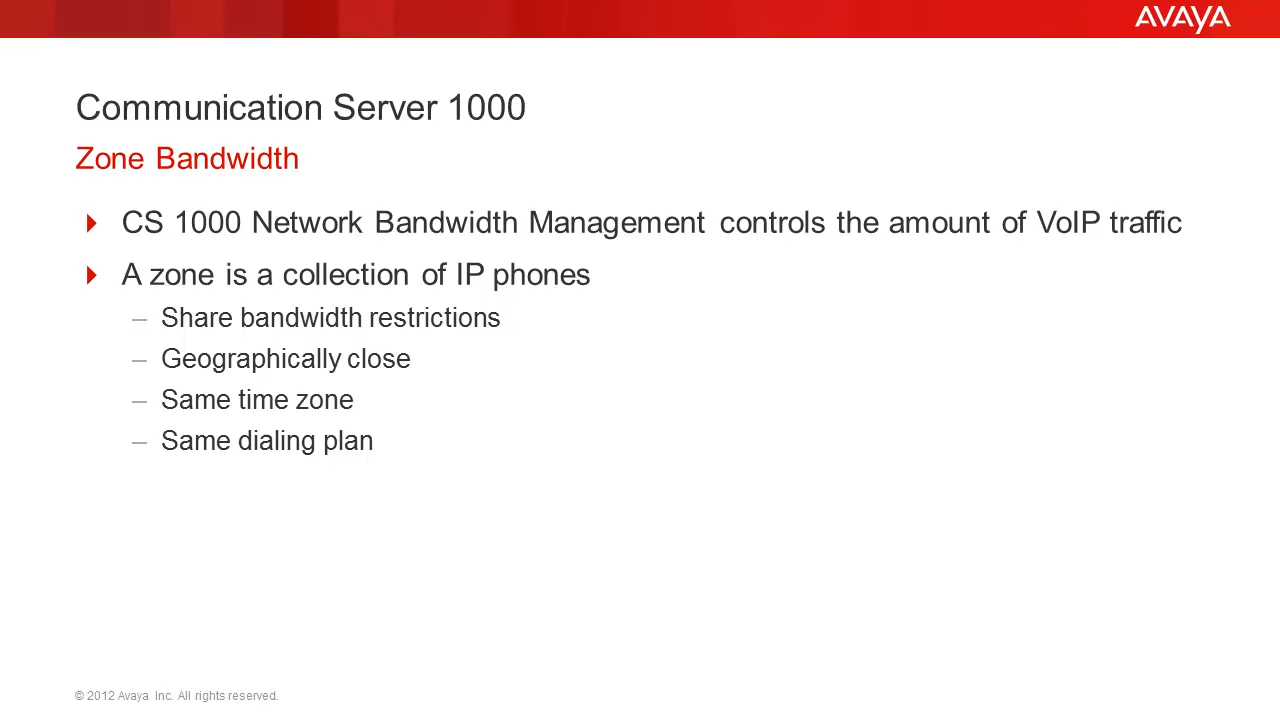 AVAYA
Communication Server 1000
Zone Bandwidth
CS 1000 Network Bandwidth Management controls the amount of VoIP traffic
A zone is a collection of IP phones
– Share bandwidth restrictions
– Geographically close
– Same time zone
– Same dialing plan
© 2012 Avaya Inc. All rights reserved.